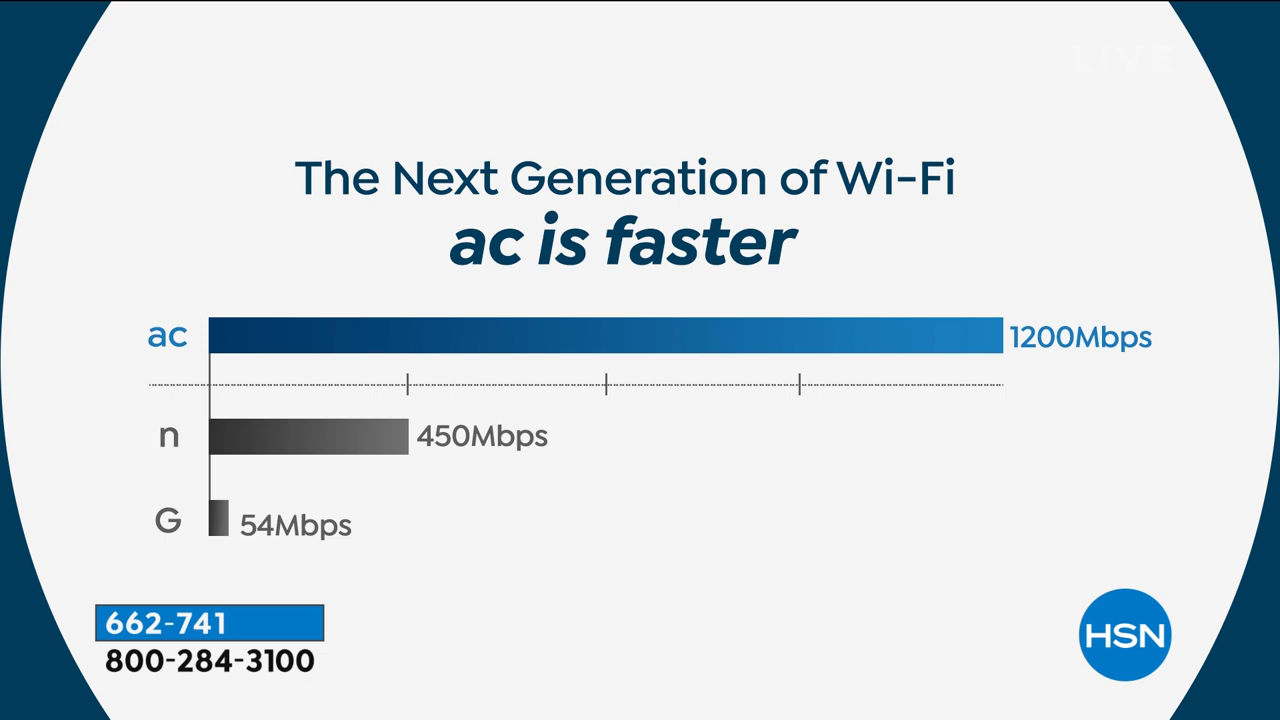 LIVE
The Next Generation of Wi-Fi
ac is faster
ac 1200Mbps
n 450Mbps
G 54Mbps
662-741
800-284-3100
HSN